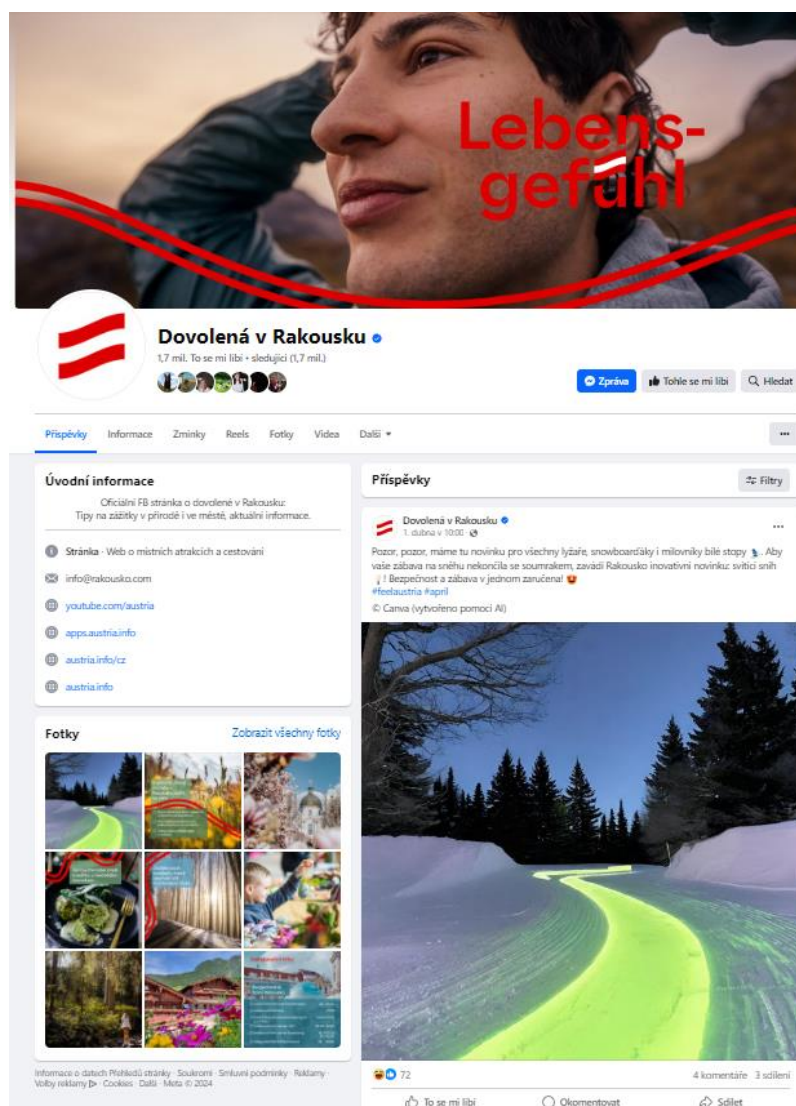 Lebens-
gefühl
Dovolená v Rakousku
1,7 mil. To se mi líbí • sledující (1,7 mil.)
Zpráva
Tohle se mi líbí
Hledat
Příspěvky
Informace
Zmínky
Reels
Fotky
Videa
Další
Úvodní informace
Oficiální FB stránka o dovolené v Rakousku:
Tipy na zážitky v přírodě i ve městě, aktuální informace.
Stránka · Web o místních atrakcích a cestování
info@rakousko.com
youtube.com/austria
apps.austria.info
austria.info/cz
austria.info
Fotky
Zobrazit všechny fotky
Informace o datech Přehledů stránky · Soukromí · Smluvní podmínky · Reklamy ·
Volby reklamy · Cookies · Další · Meta © 2024
Příspěvky
Filtry
Dovolená v Rakousku
1. dubna v 10:00 ·
Pozor, pozor, máme tu novinku pro všechny lyžaře, snowboarďáky i milovníky bílé stopy . Aby
vaše zábava na sněhu nekončila se soumrakem, zavádí Rakousko inovativní novinku: svítící sníh
! Bezpečnost a zábava v jednom zaručena!
#feelaustria #april
© Canva (vytvořeno pomocí AI)
72
4 komentáře 3 sdílení
To se mi líbí
Okomentovat
Sdílet